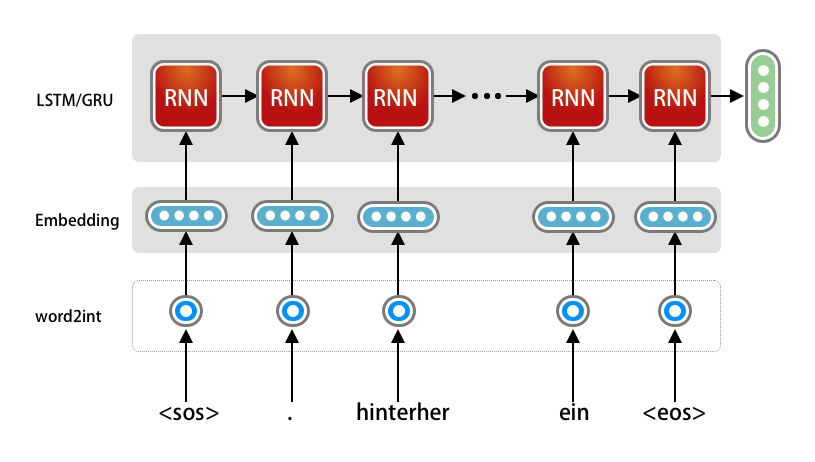 LSTM/GRU
RNN RNN RNN RNN RNN
Embedding
word2int
<sos> . hinterher ein <eos>